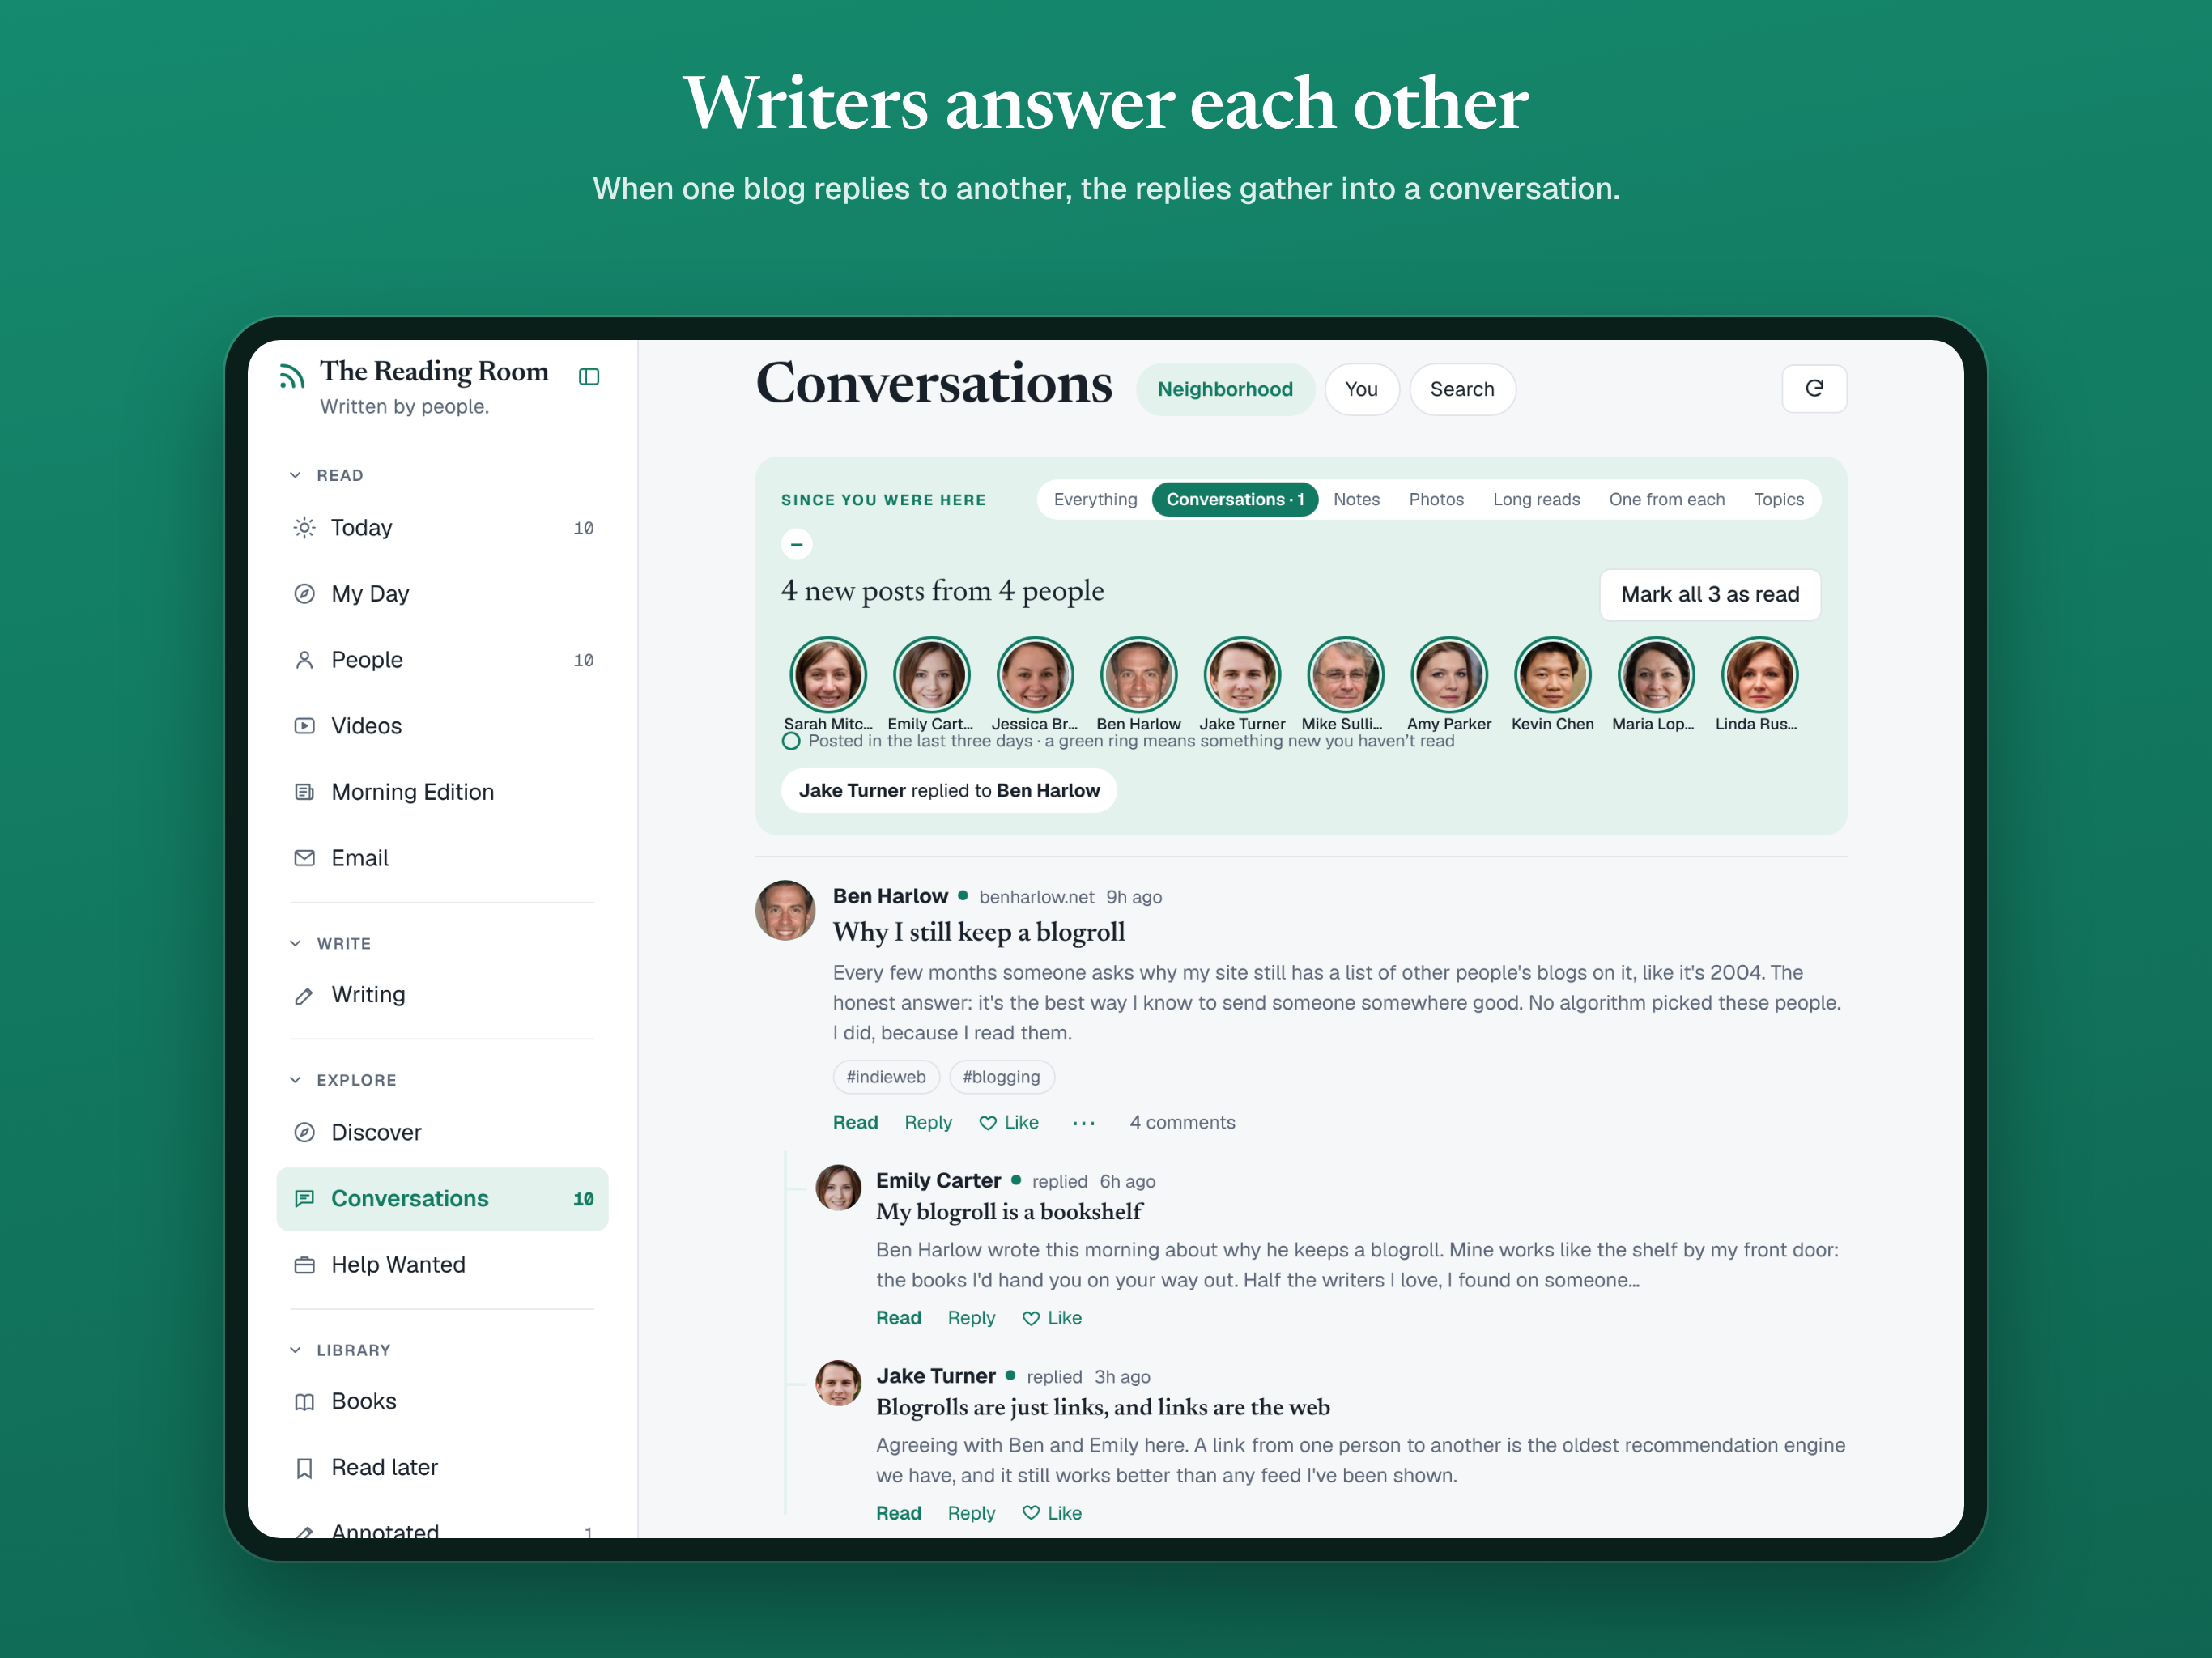 Writers answer each other
When one blog replies to another, the replies gather into a conversation.
The Reading Room
Written by people.
READ
Today 10
My Day
People 10
Videos
Morning Edition
Email
WRITE
Writing
EXPLORE
Discover
Conversations 10
Help Wanted
LIBRARY
Books
Read later
Annotated 1
Conversations Neighborhood You Search
SINCE YOU WERE HERE Everything Conversations · 1 Notes Photos Long reads One from each Topics
4 new posts from 4 people Mark all 3 as read
Sarah Mitc... Emily Cart... Jessica Br... Ben Harlow Jake Turner Mike Sulli... Amy Parker Kevin Chen Maria Lop... Linda Rus...
Posted in the last three days · a green ring means something new you haven’t read
Jake Turner replied to Ben Harlow
Ben Harlow benharlow.net 9h ago
Why I still keep a blogroll
Every few months someone asks why my site still has a list of other people's blogs on it, like it's 2004. The
honest answer: it's the best way I know to send someone somewhere good. No algorithm picked these people.
I did, because I read them.
#indieweb #blogging
Read Reply Like ··· 4 comments
Emily Carter replied 6h ago
My blogroll is a bookshelf
Ben Harlow wrote this morning about why he keeps a blogroll. Mine works like the shelf by my front door:
the books I'd hand you on your way out. Half the writers I love, I found on someone...
Read Reply Like
Jake Turner replied 3h ago
Blogrolls are just links, and links are the web
Agreeing with Ben and Emily here. A link from one person to another is the oldest recommendation engine
we have, and it still works better than any feed I've been shown.
Read Reply Like